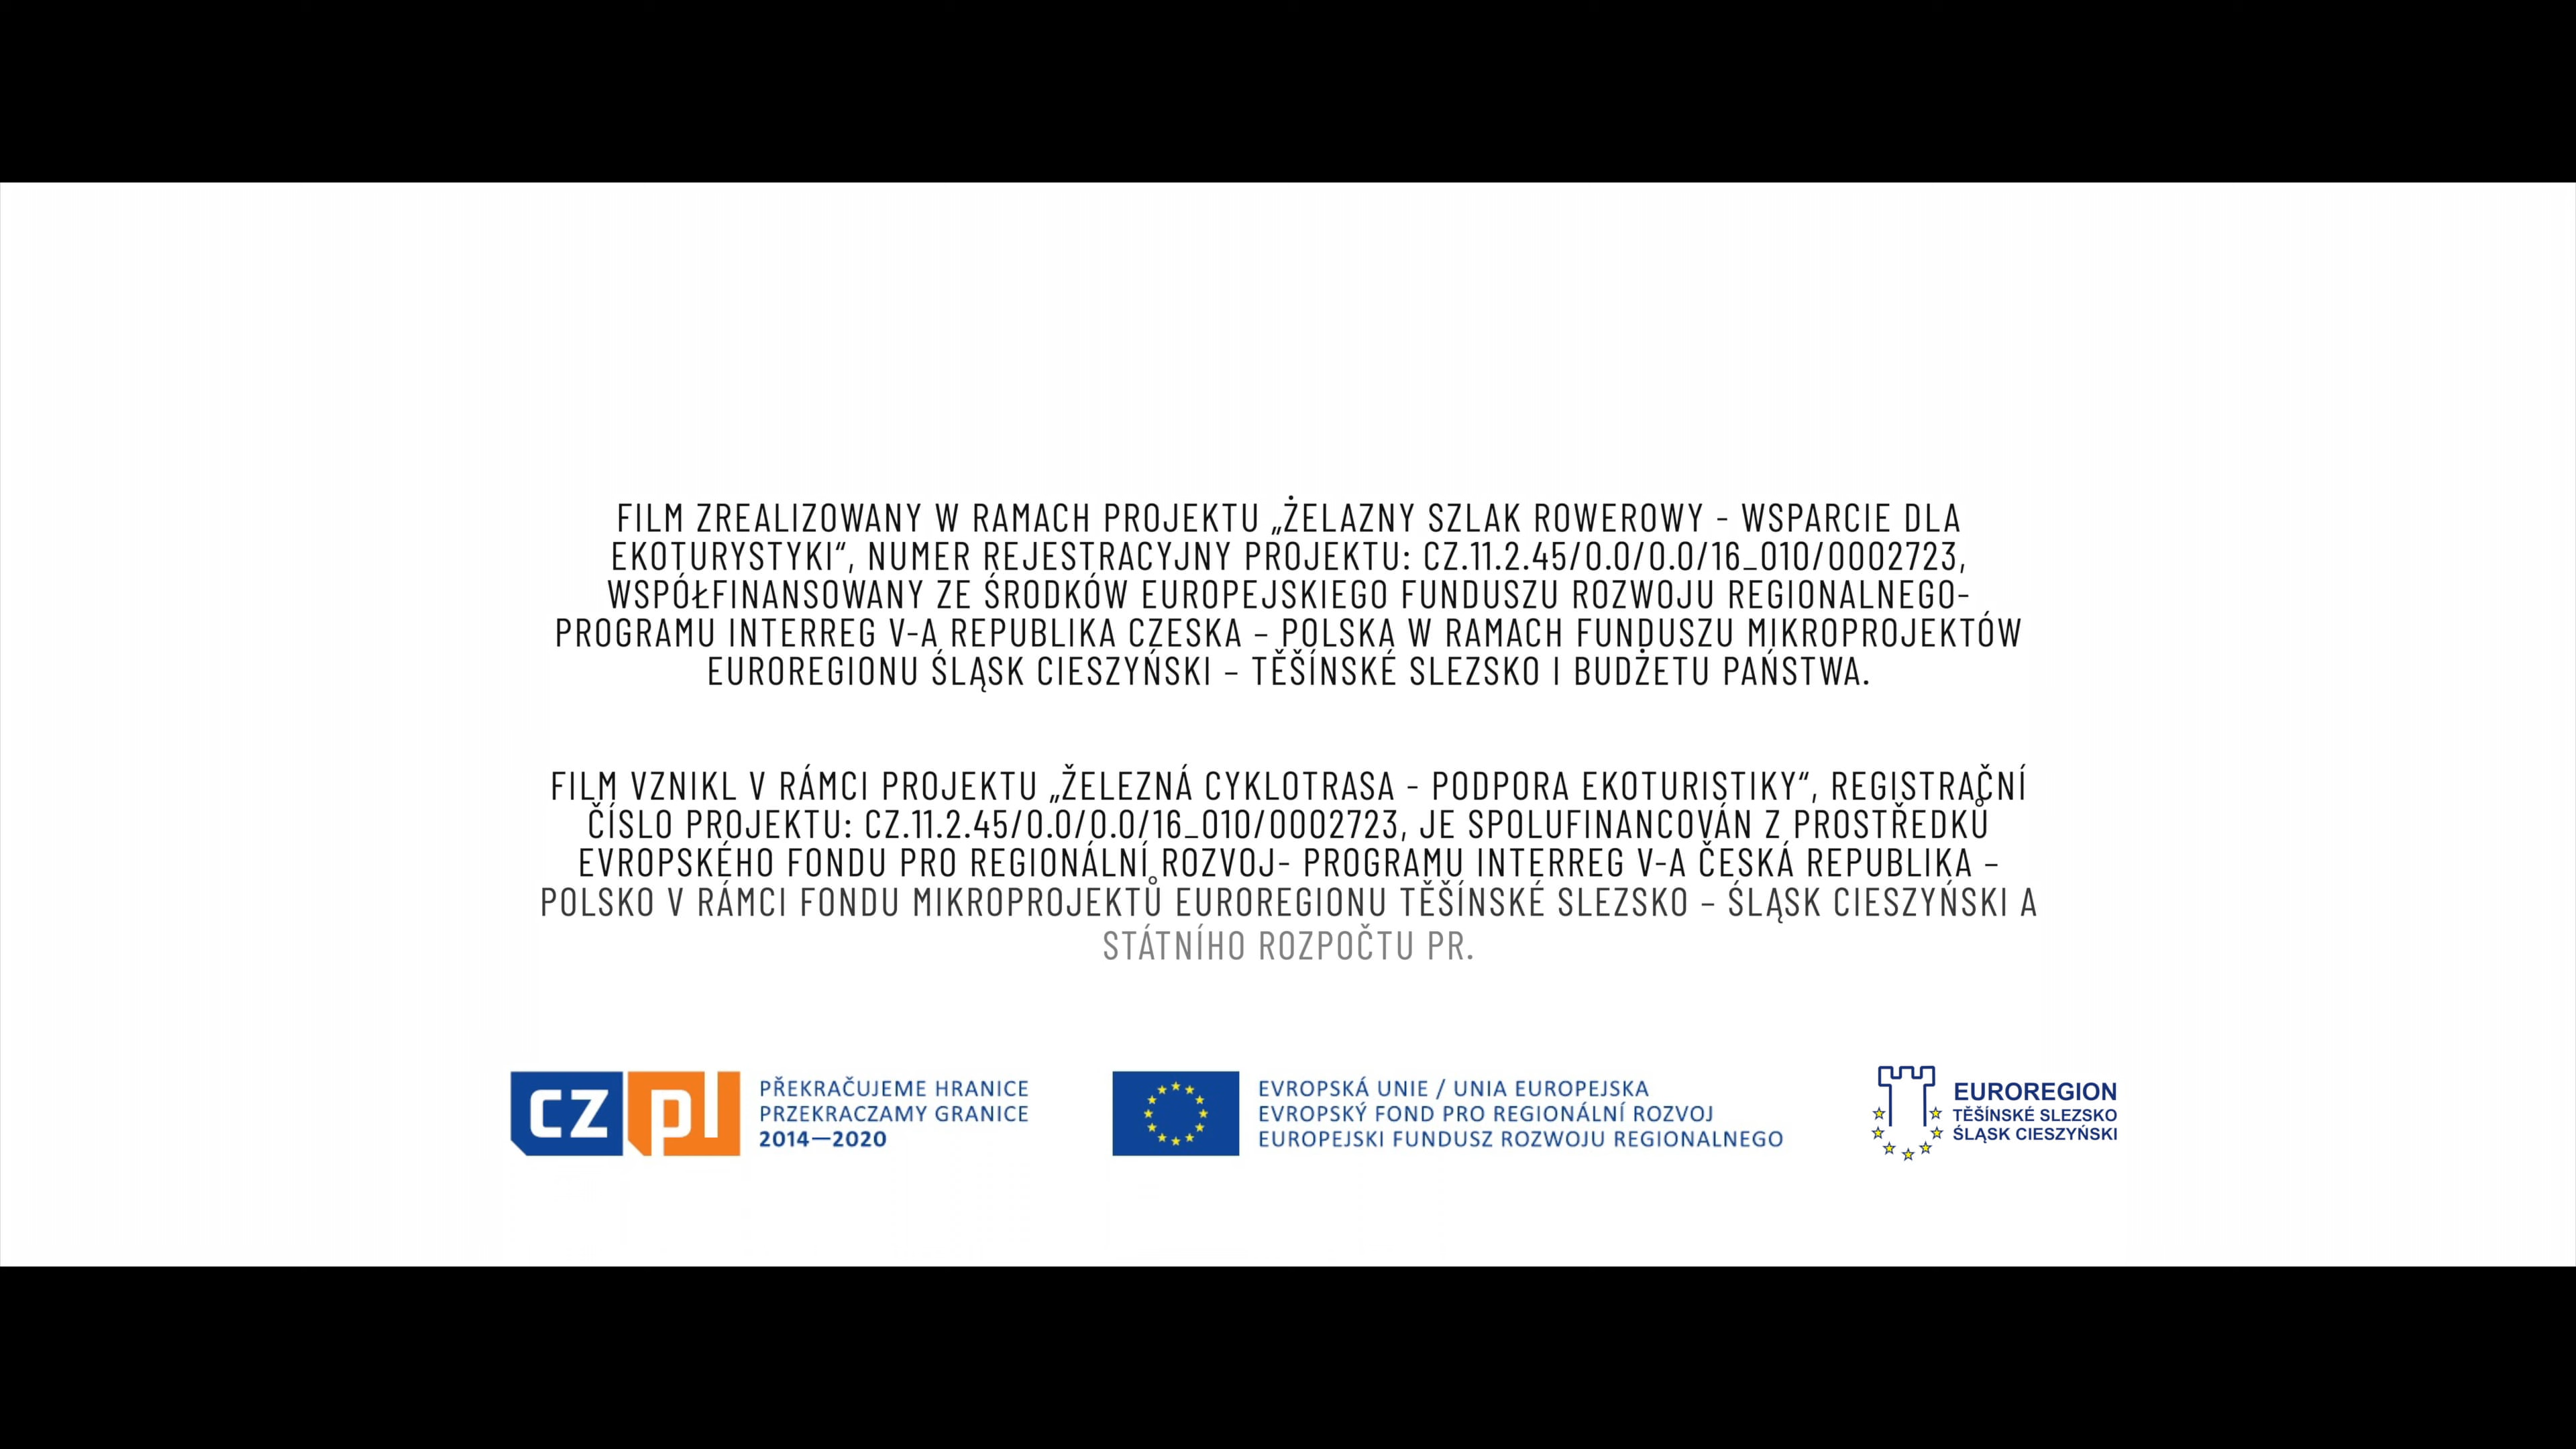 FILM ZREALIZOWANY W RAMACH PROJEKTU „ŻELAZNY SZLAK ROWEROWY - WSPARCIE DLA
EKOTURYSTYKI“, NUMER REJESTRACYJNY PROJEKTU: CZ.11.2.45/0.0/0.0/16_010/0002723,
WSPÓŁFINANSOWANY ZE ŚRODKÓW EUROPEJSKIEGO FUNDUSZU ROZWOJU REGIONALNEGO-
PROGRAMU INTERREG V-A REPUBLIKA CZESKA – POLSKA W RAMACH FUNDUSZU MIKROPROJEKTÓW
EUROREGIONU ŚLĄSK CIESZYŃSKI – TĚŠÍNSKÉ SLEZSKO I BUDŻETU PAŃSTWA.
FILM VZNIKL V RÁMCI PROJEKTU „ŽELEZNÁ CYKLOTRASA - PODPORA EKOTURISTIKY“, REGISTRAČNÍ
ČÍSLO PROJEKTU: CZ.11.2.45/0.0/0.0/16_010/0002723, JE SPOLUFINANCOVÁN Z PROSTŘEDKŮ
EVROPSKÉHO FONDU PRO REGIONÁLNÍ ROZVOJ- PROGRAMU INTERREG V-A ČESKÁ REPUBLIKA –
POLSKO V RÁMCI FONDU MIKROPROJEKTŮ EUROREGIONU TĚŠÍNSKÉ SLEZSKO – ŚLĄSK CIESZYŃSKI A
STÁTNÍHO ROZPOČTU PR.
cz pl
PŘEKRAČUJEME HRANICE
PRZEKRACZAMY GRANICE
2014—2020
EVROPSKÁ UNIE / UNIA EUROPEJSKA
EVROPSKÝ FOND PRO REGIONÁLNÍ ROZVOJ
EUROPEJSKI FUNDUSZ ROZWOJU REGIONALNEGO
EUROREGION
TĚŠÍNSKÉ SLEZSKO
ŚLĄSK CIESZYŃSKI